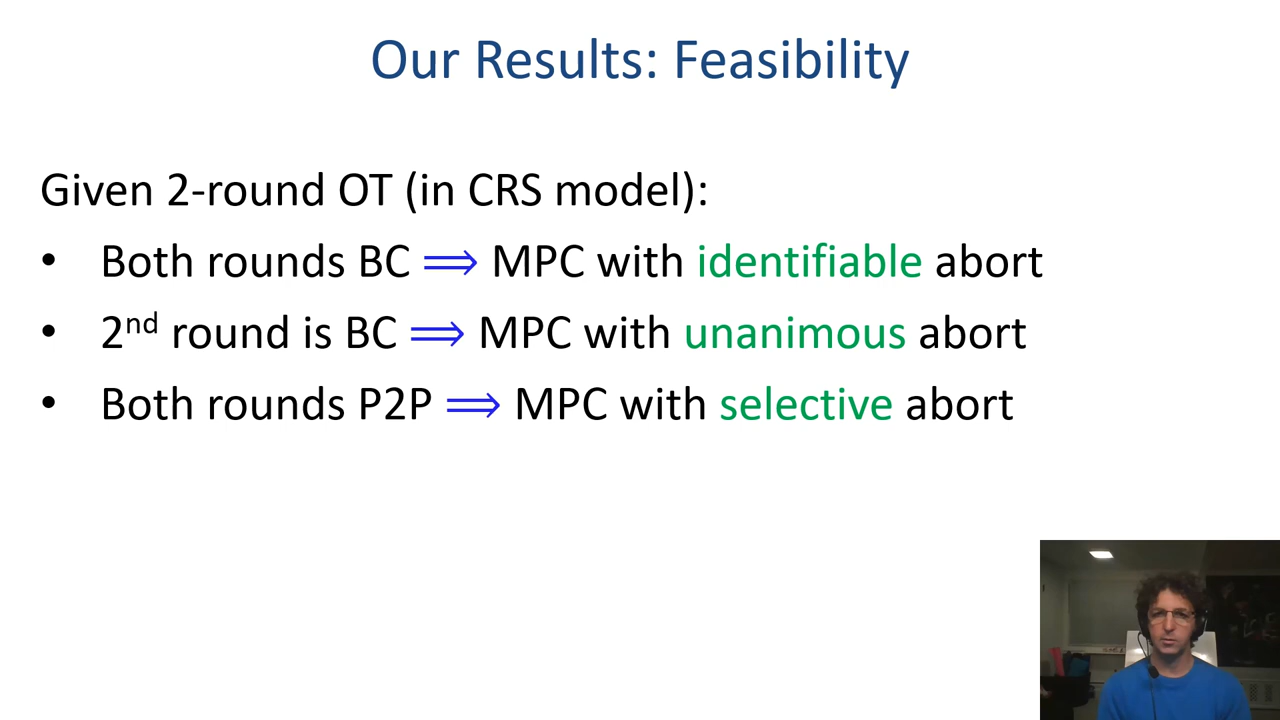 Our Results: Feasibility
Given 2-round OT (in CRS model):
• Both rounds BC ⟹ MPC with identifiable abort
• 2nd round is BC ⟹ MPC with unanimous abort
• Both rounds P2P ⟹ MPC with selective abort